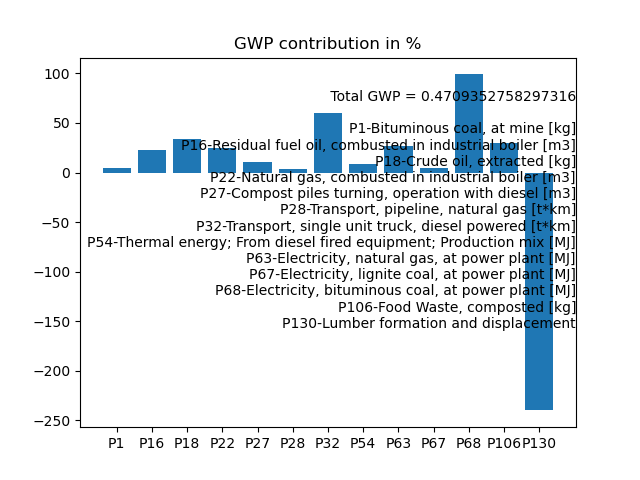 GWP contribution in %
100
50
0
−50
−100
−150
−200
−250
Total GWP = 0.4709352758297316
P1-Bituminous coal, at mine [kg]
P16-Residual fuel oil, combusted in industrial boiler [m3]
P18-Crude oil, extracted [kg]
P22-Natural gas, combusted in industrial boiler [m3]
P27-Compost piles turning, operation with diesel [m3]
P28-Transport, pipeline, natural gas [t*km]
P32-Transport, single unit truck, diesel powered [t*km]
P54-Thermal energy; From diesel fired equipment; Production mix [MJ]
P63-Electricity, natural gas, at power plant [MJ]
P67-Electricity, lignite coal, at power plant [MJ]
P68-Electricity, bituminous coal, at power plant [MJ]
P106-Food Waste, composted [kg]
P130-Lumber formation and displacement
P1 P16 P18 P22 P27 P28 P32 P54 P63 P67 P68 P106 P130